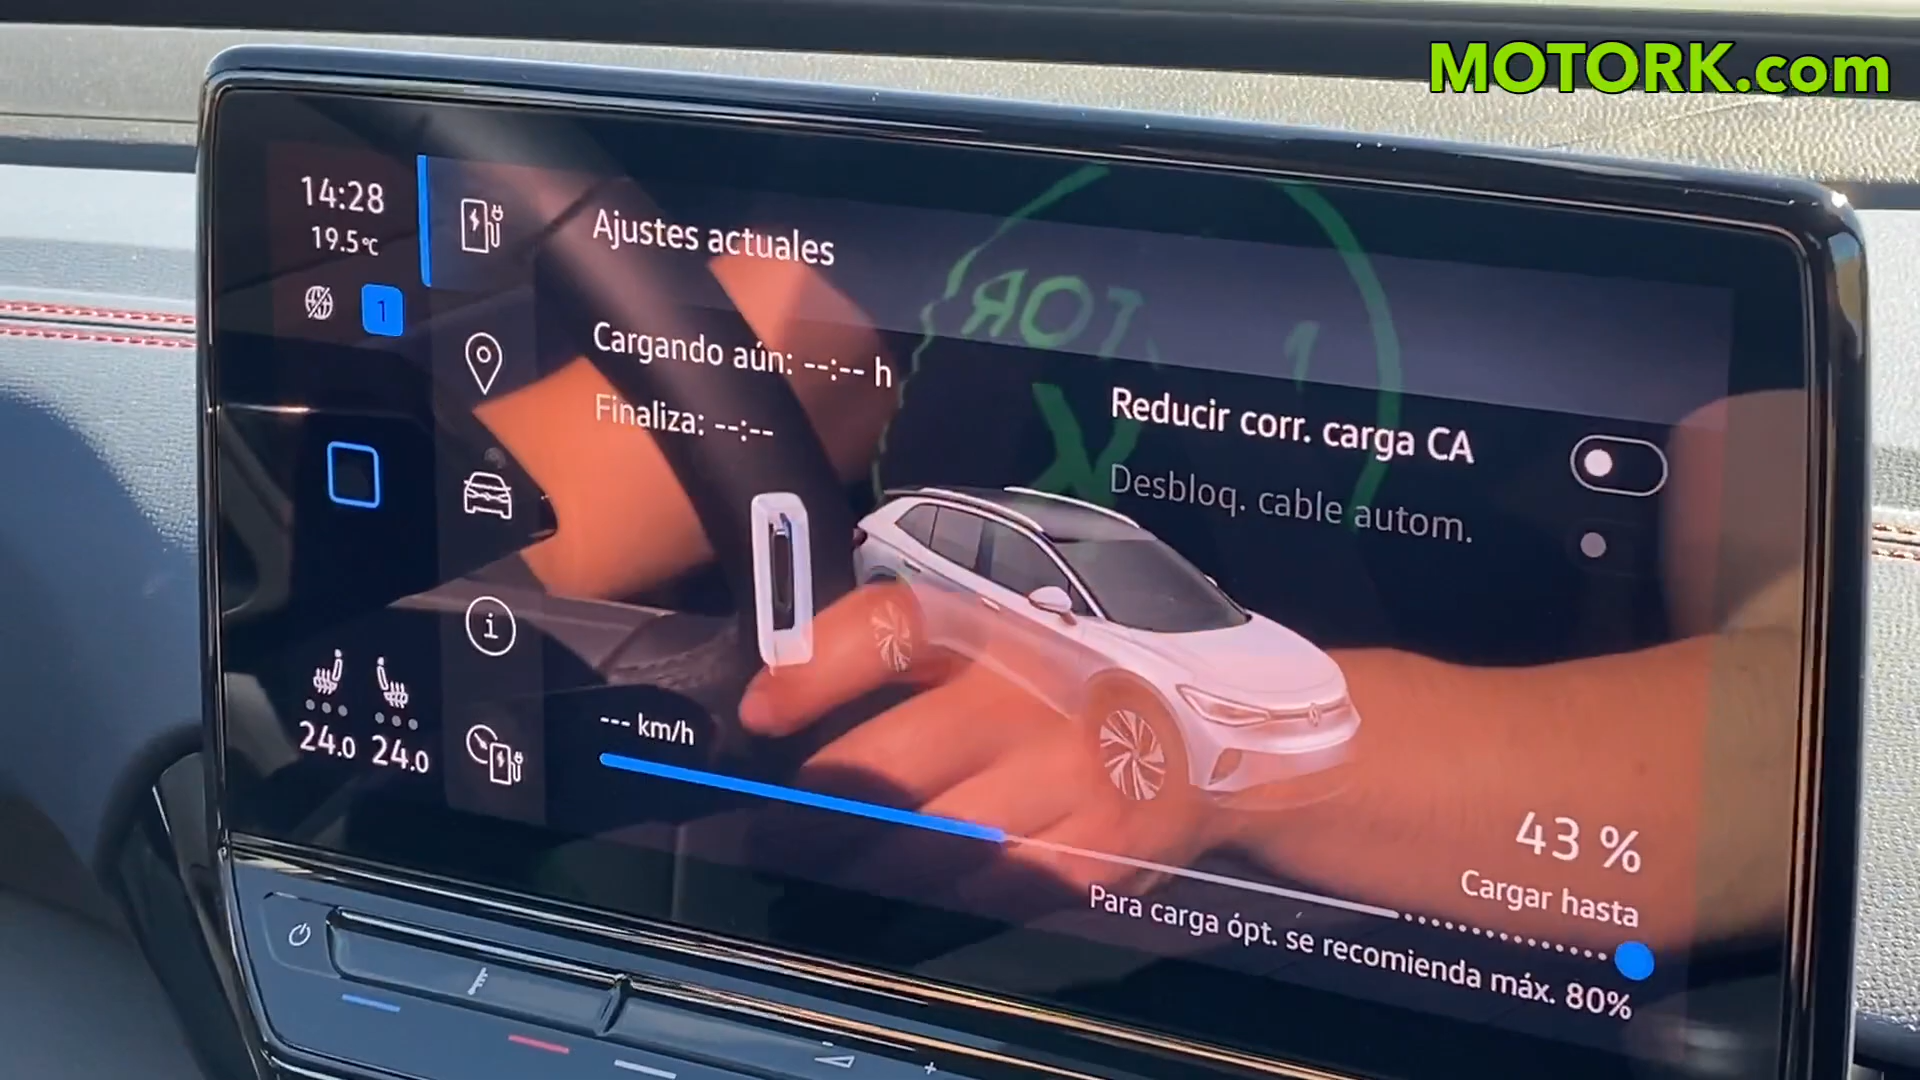 MOTORK.com
14:28
19.5°C
1
Ajustes actuales
Cargando aún: --:-- h
Finaliza: --:--
Reducir corr. carga CA
Desbloq. cable autom.
24.0 24.0
--- km/h
43 %
Cargar hasta
Para carga ópt. se recomienda máx. 80%